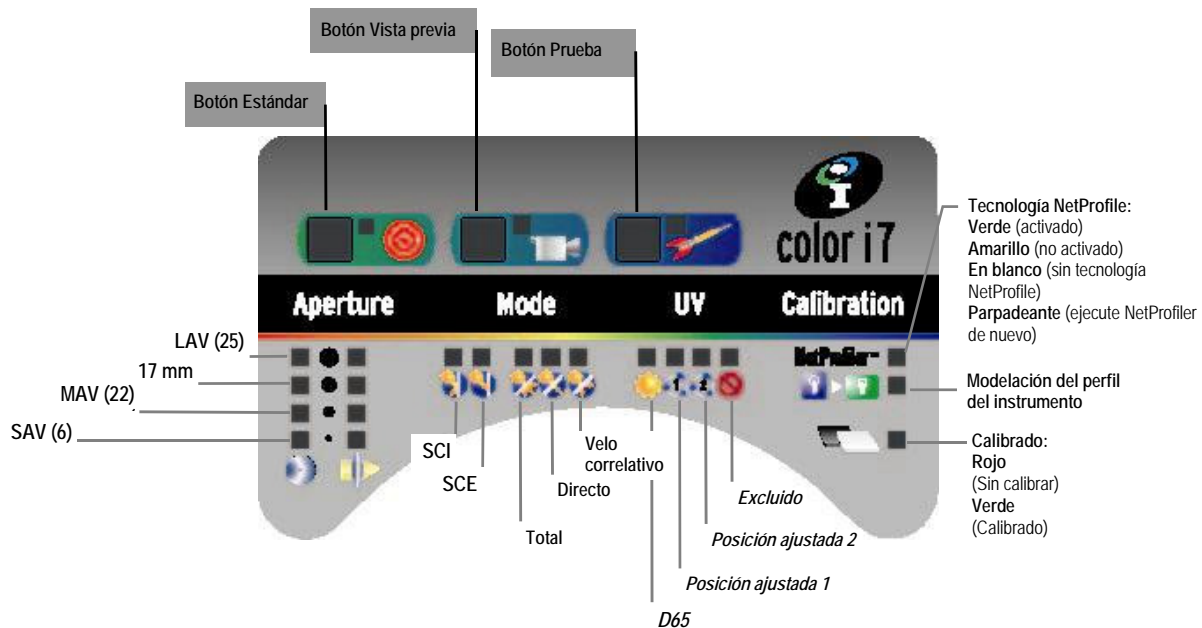 Botón Vista previa
Botón Prueba
Botón Estándar
color i7
Aperture
Mode
UV
Calibration
LAV (25)
17 mm
MAV (22)
SAV (6)
NetProfiler™
1
2
SCI
SCE
Total
Directo
Velo
correlativo
Excluido
Posición ajustada 2
Posición ajustada 1
D65
Tecnología NetProfile:
Verde (activado)
Amarillo (no activado)
En blanco (sin tecnología
NetProfile)
Parpadeante (ejecute NetProfiler
de nuevo)
Modelación del perfil
del instrumento
Calibrado:
Rojo
(Sin calibrar)
Verde
(Calibrado)